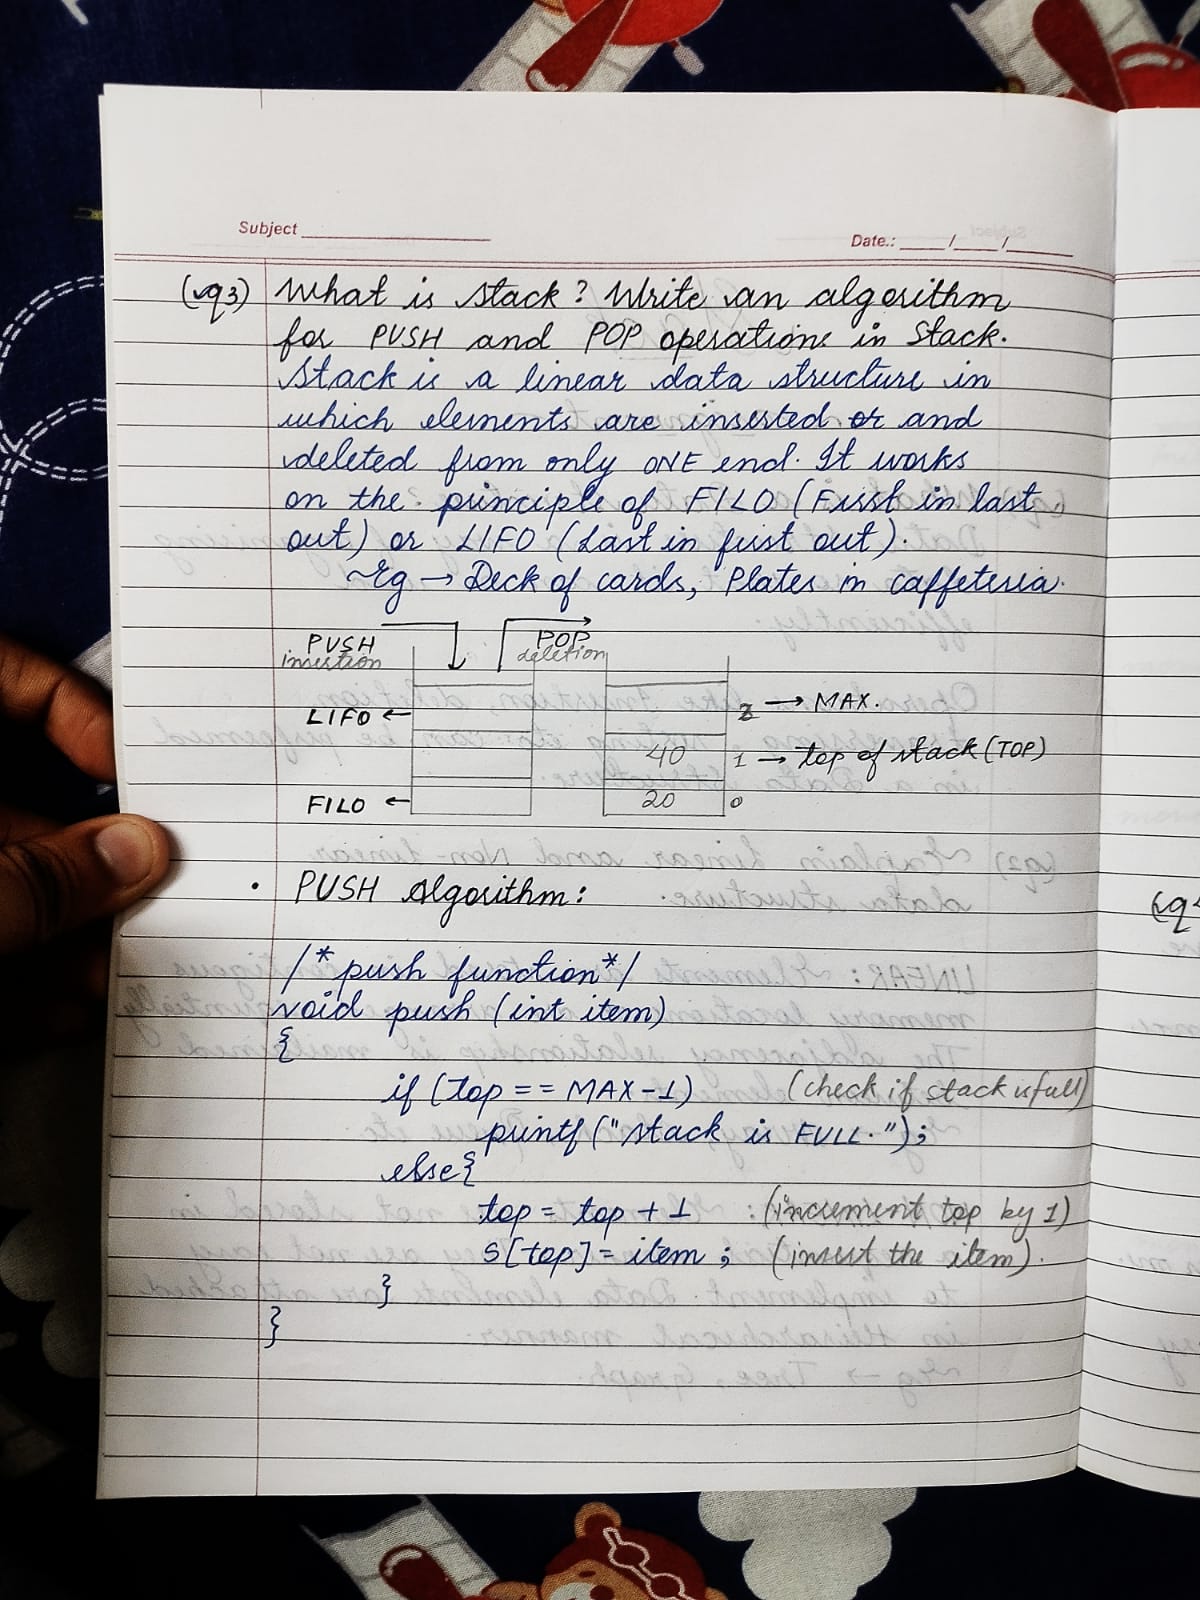 Subject
Date.: / /
(q3) What is stack? Write an algorithm
for PUSH and POP operations in Stack.
Stack is a linear data structure in
which elements are inserted or and
deleted from only ONE end. It works
on the principle of FILO (First in last
out) or LIFO (Last in first out).
Eg → Deck of cards, Plates in caffeteria.
PUSH
insertion
POP
deletion
LIFO ←
FILO ←
2 → MAX.
40 1 → top of stack (TOP)
20 0
• PUSH Algorithm:
/* push function */
void push (int item)
{
if (top == MAX-1) (check if stack is full)
printf ("stack is FULL.");
else{
top = top + 1 : (increment top by 1)
S[top] = item ; (insert the item).
}
}